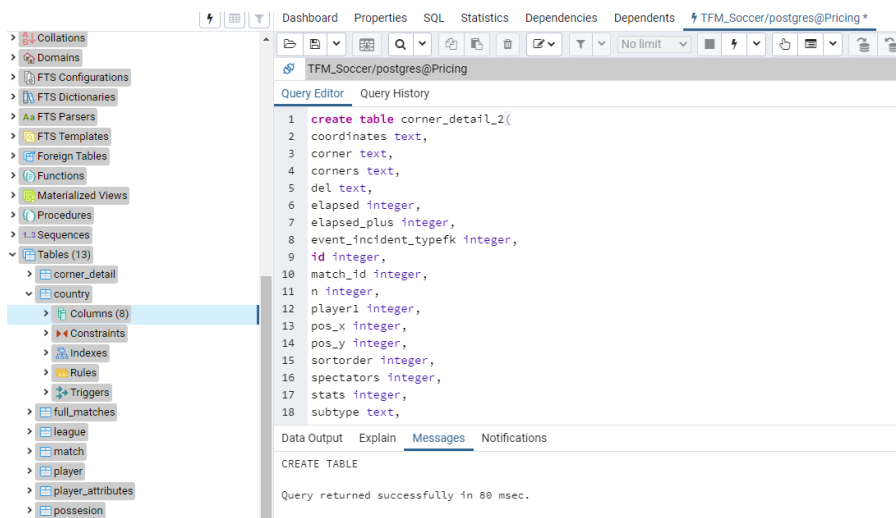 Dashboard Properties SQL Statistics Dependencies Dependents TFM_Soccer/postgres@Pricing *
No limit
TFM_Soccer/postgres@Pricing
Query Editor Query History
Collations
Domains
FTS Configurations
FTS Dictionaries
Aa FTS Parsers
FTS Templates
Foreign Tables
Functions
Materialized Views
Procedures
1..3 Sequences
Tables (13)
corner_detail
country
Columns (8)
Constraints
Indexes
Rules
Triggers
full_matches
league
match
player
player_attributes
possesion
1 create table corner_detail_2(
2 coordinates text,
3 corner text,
4 corners text,
5 del text,
6 elapsed integer,
7 elapsed_plus integer,
8 event_incident_typefk integer,
9 id integer,
10 match_id integer,
11 n integer,
12 player1 integer,
13 pos_x integer,
14 pos_y integer,
15 sortorder integer,
16 spectators integer,
17 stats integer,
18 subtype text,
Data Output Explain Messages Notifications
CREATE TABLE
Query returned successfully in 80 msec.